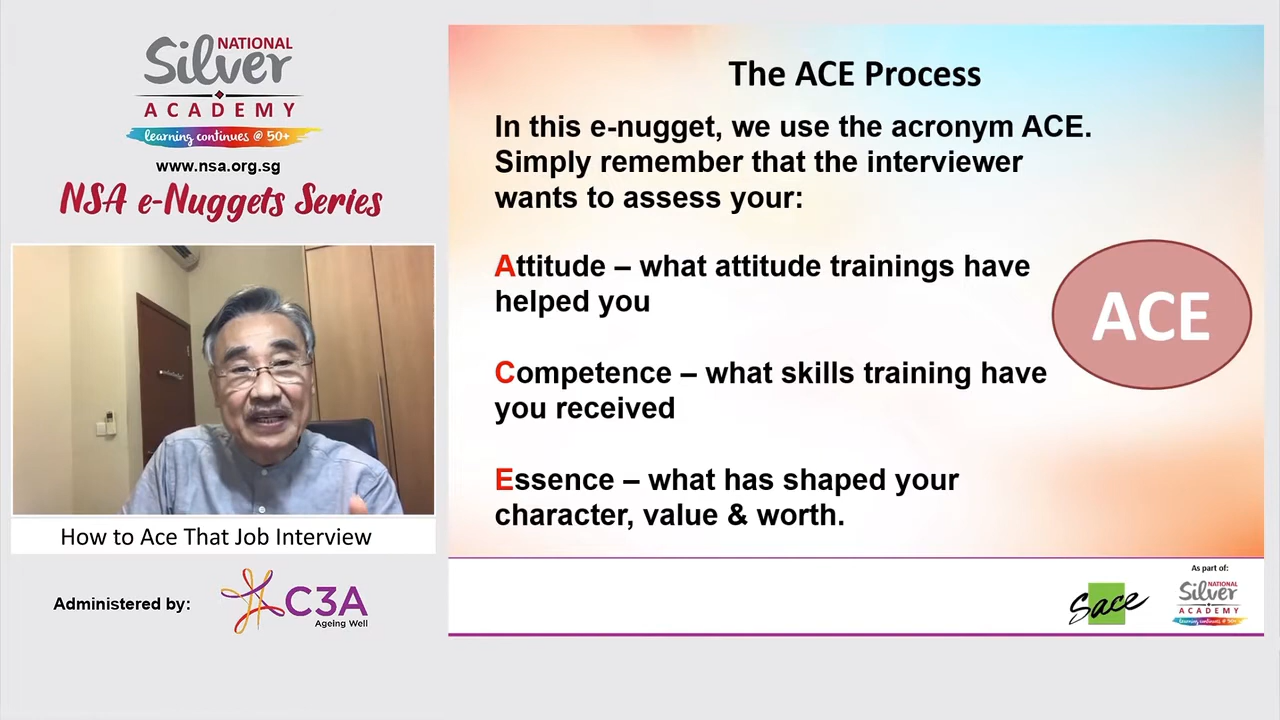 NATIONAL
Silver
ACADEMY
learning continues @ 50+
www.nsa.org.sg
NSA e-Nuggets Series
How to Ace That Job Interview
Administered by:
C3A
Ageing Well
The ACE Process
In this e-nugget, we use the acronym ACE.
Simply remember that the interviewer
wants to assess your:
Attitude – what attitude trainings have
helped you
Competence – what skills training have
you received
Essence – what has shaped your
character, value & worth.
ACE
Sace
As part of:
NATIONAL
Silver
ACADEMY
learning continues @ 50+